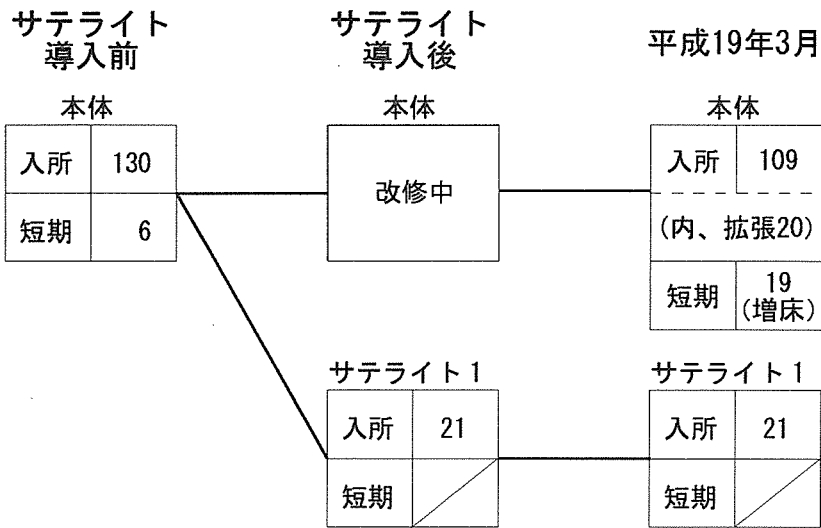 サテライト
導入前
サテライト
導入後
平成19年3月
本体
入所 130
短期 6
本体
改修中
本体
入所 109
(内、拡張20)
短期 19
(増床)
サテライト1
入所 21
短期
サテライト1
入所 21
短期